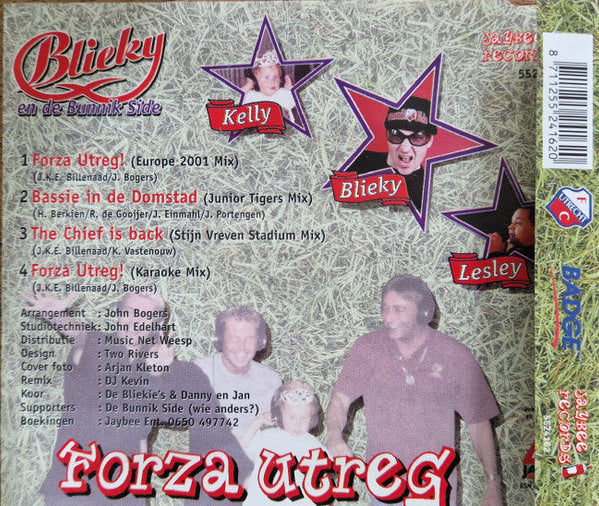 Blieky
en de Bunnik Side
Kelly
Blieky
Lesley
JayBee
records
1 Forza Utreg! (Europe 2001 Mix)
(J.K.E. Billenaad/J. Bogers)
2 Bassie in de Domstad (Junior Tigers Mix)
(H. Berkien/R. de Gooijer/J. Einmahl/J. Portengen)
3 The Chief is back (Stijn Vreven Stadium Mix)
(J.K.E. Billenaad/K. Vastenouw)
4 Forza Utreg! (Karaoke Mix)
(J.K.E. Billenaad/J. Bogers)
Arrangement : John Bogers
Studiotechniek : John Edelhart
Distributie : Music Net Weesp
Design : Two Rivers
Cover foto : Arjan Kleton
Remix : DJ Kevin
Koor : De Bliekie's & Danny en Jan
Supporters : De Bunnik Side (wie anders?)
Boekingen : Jaybee Ent. 0650 497742
Forza utreg
8 711255 241620
FC
UTRECHT
BADGE
JayBee
records